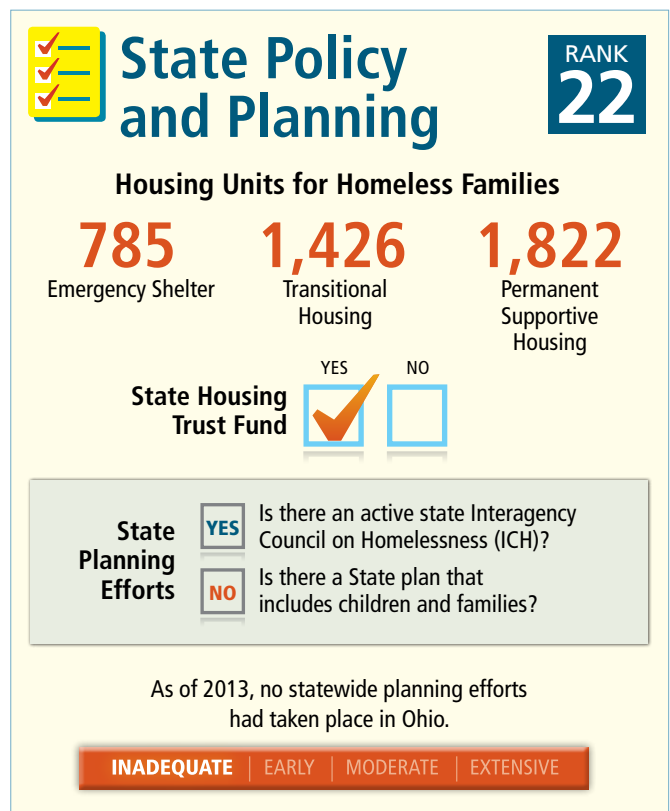 State Policy
and Planning
RANK
22
Housing Units for Homeless Families
785
Emergency Shelter
1,426
Transitional
Housing
1,822
Permanent
Supportive
Housing
State Housing
Trust Fund
YES
NO
State
Planning
Efforts
YES
Is there an active state Interagency
Council on Homelessness (ICH)?
NO
Is there a State plan that
includes children and families?
As of 2013, no statewide planning efforts
had taken place in Ohio.
INADEQUATE | EARLY | MODERATE | EXTENSIVE